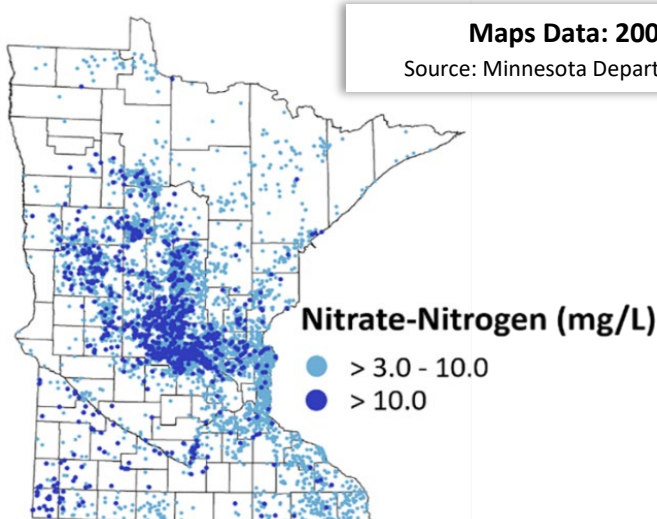 Maps Data: 200
Source: Minnesota Depart
Nitrate-Nitrogen (mg/L)
> 3.0 - 10.0
> 10.0